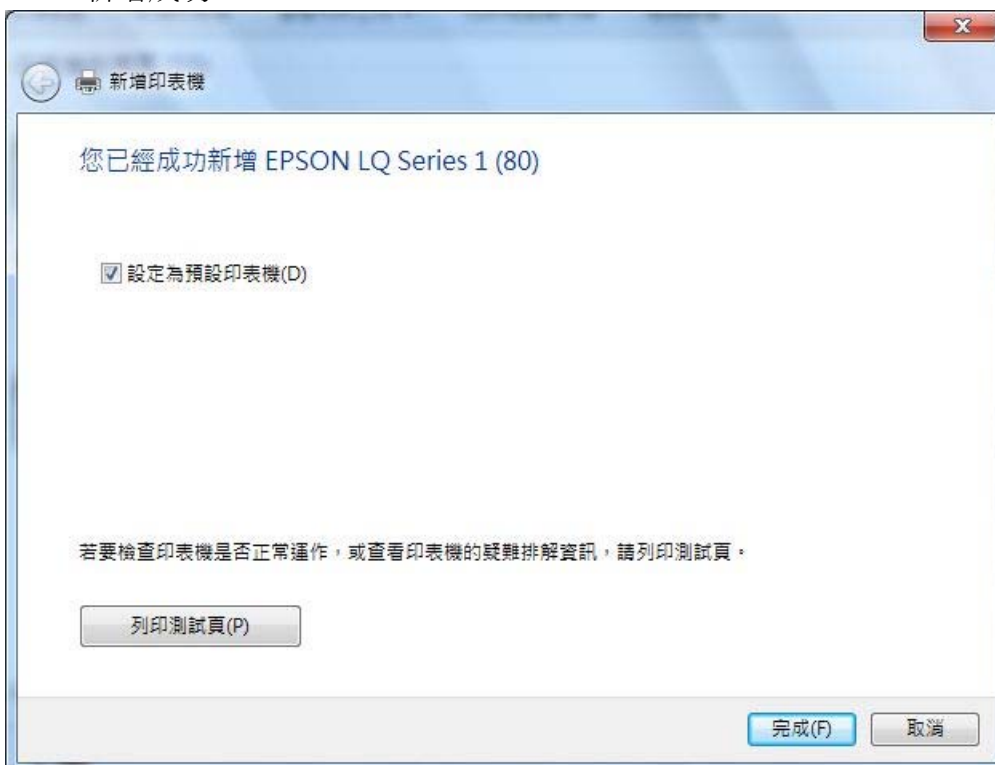 新增印表機
您已經成功新增 EPSON LQ Series 1 (80)
設定為預設印表機(D)
若要檢查印表機是否正常運作，或查看印表機的疑難排解資訊，請列印測試頁。
列印測試頁(P)
完成(F)
取消